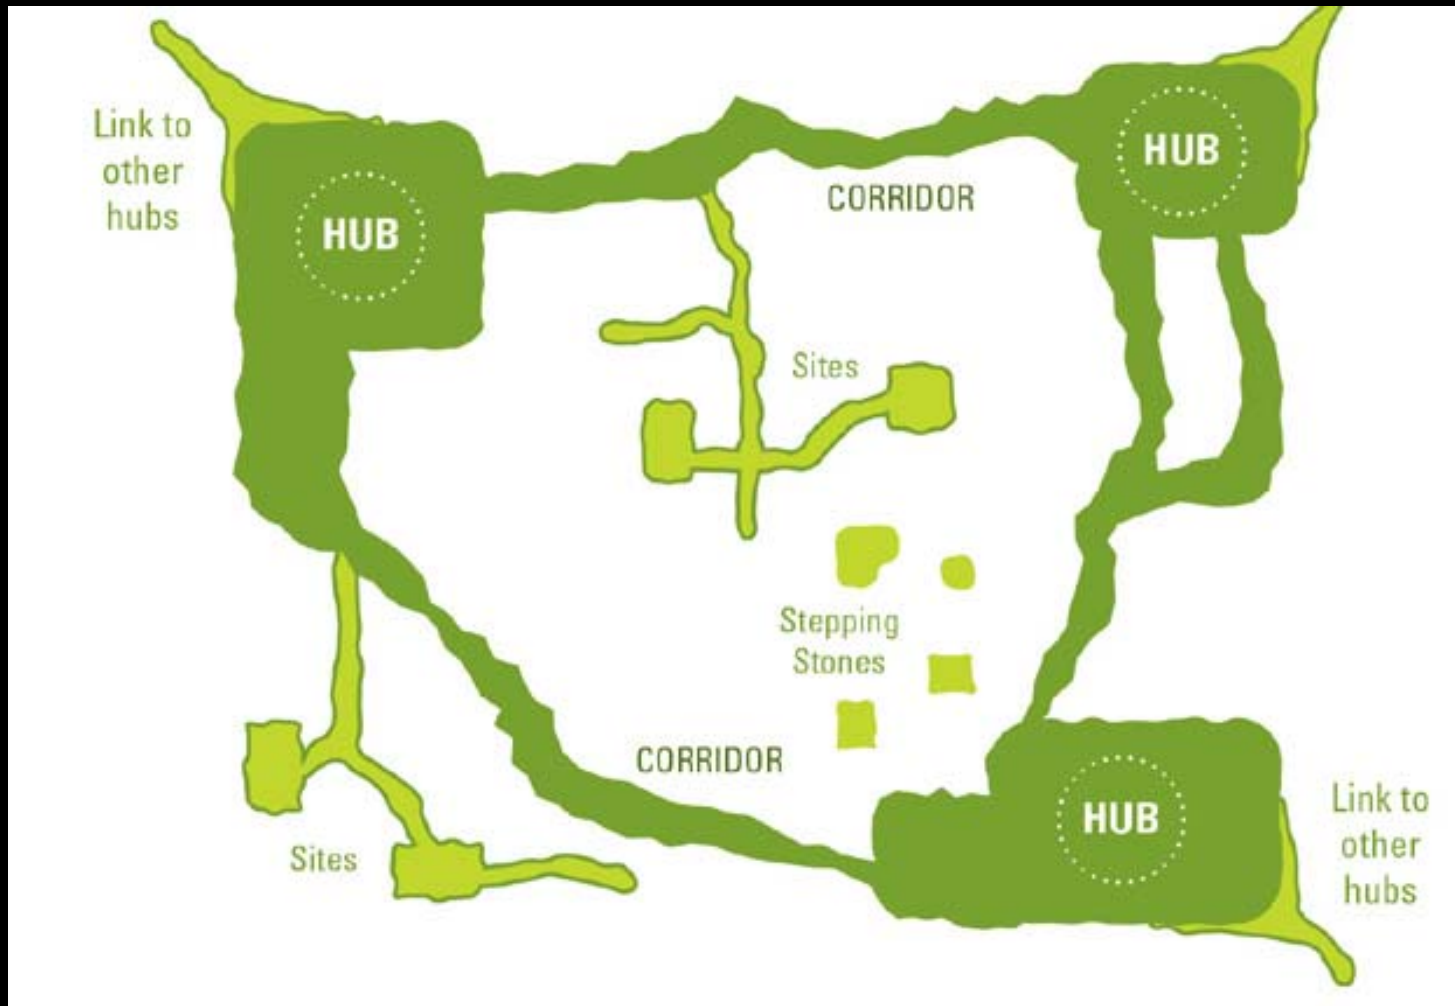 Link to
other
hubs
HUB
HUB
CORRIDOR
Sites
Stepping
Stones
CORRIDOR
Sites
HUB
Link to
other
hubs